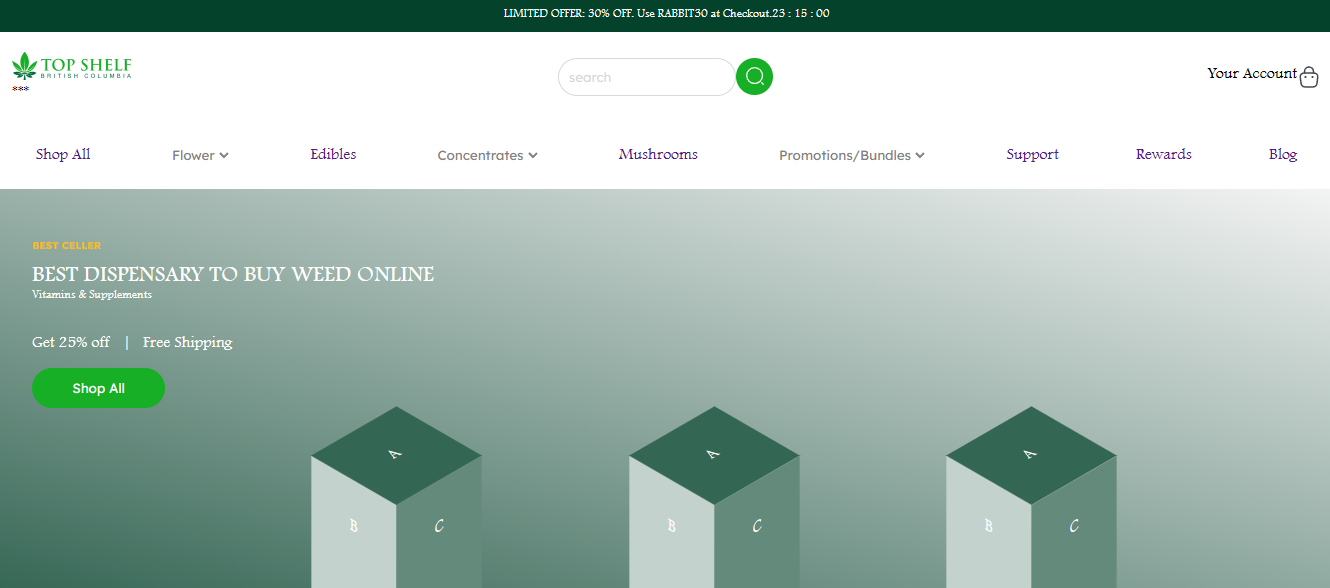 LIMITED OFFER: 30% OFF. Use RABBIT30 at Checkout.23 : 15 : 00
TOP SHELF
BRITISH COLUMBIA
***
search
Your Account
Shop All
Flower
Edibles
Concentrates
Mushrooms
Promotions/Bundles
Support
Rewards
Blog
BEST CELLER
BEST DISPENSARY TO BUY WEED ONLINE
Vitamins & Supplements
Get 25% off | Free Shipping
Shop All
A
A
A
B
C
B
C
B
C